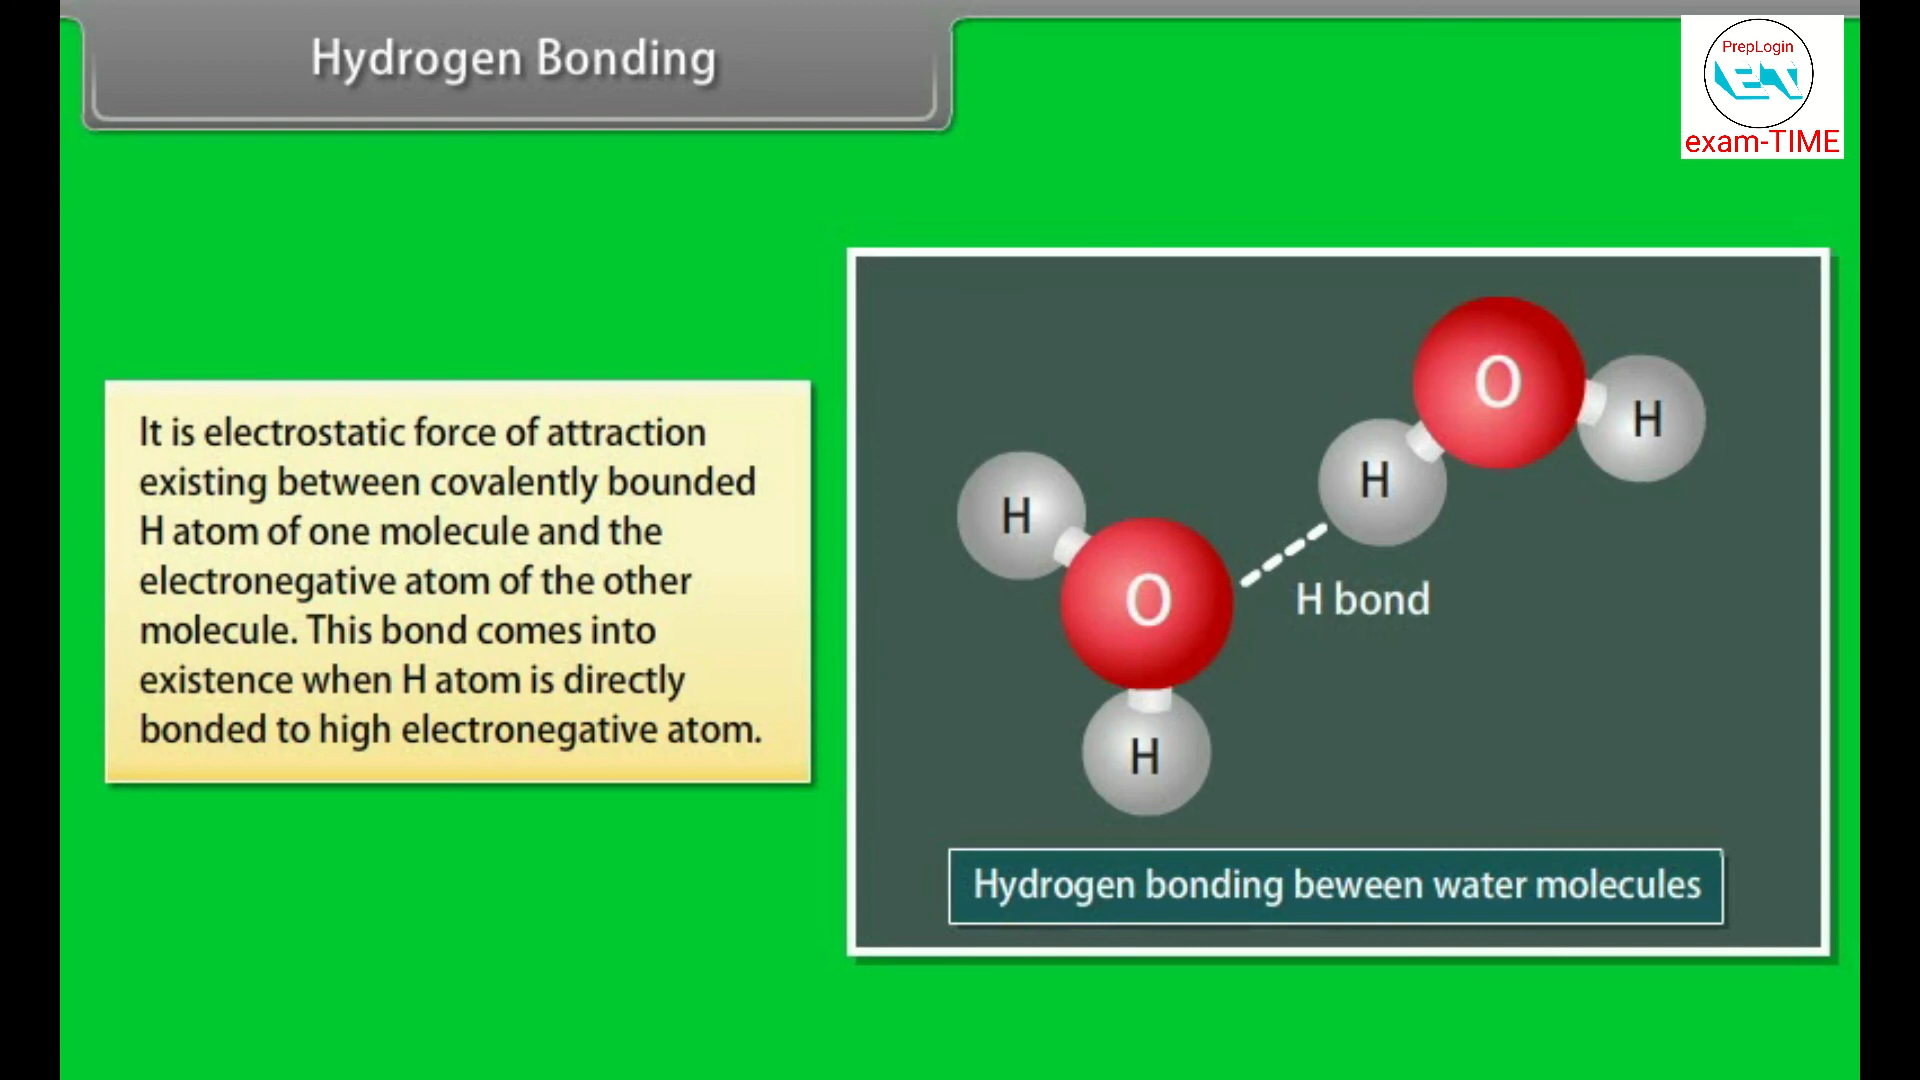 Hydrogen Bonding
PrepLogin
ET
exam-TIME
It is electrostatic force of attraction
existing between covalently bounded
H atom of one molecule and the
electronegative atom of the other
molecule. This bond comes into
existence when H atom is directly
bonded to high electronegative atom.
O
H
H
H
O
H bond
H
Hydrogen bonding beween water molecules